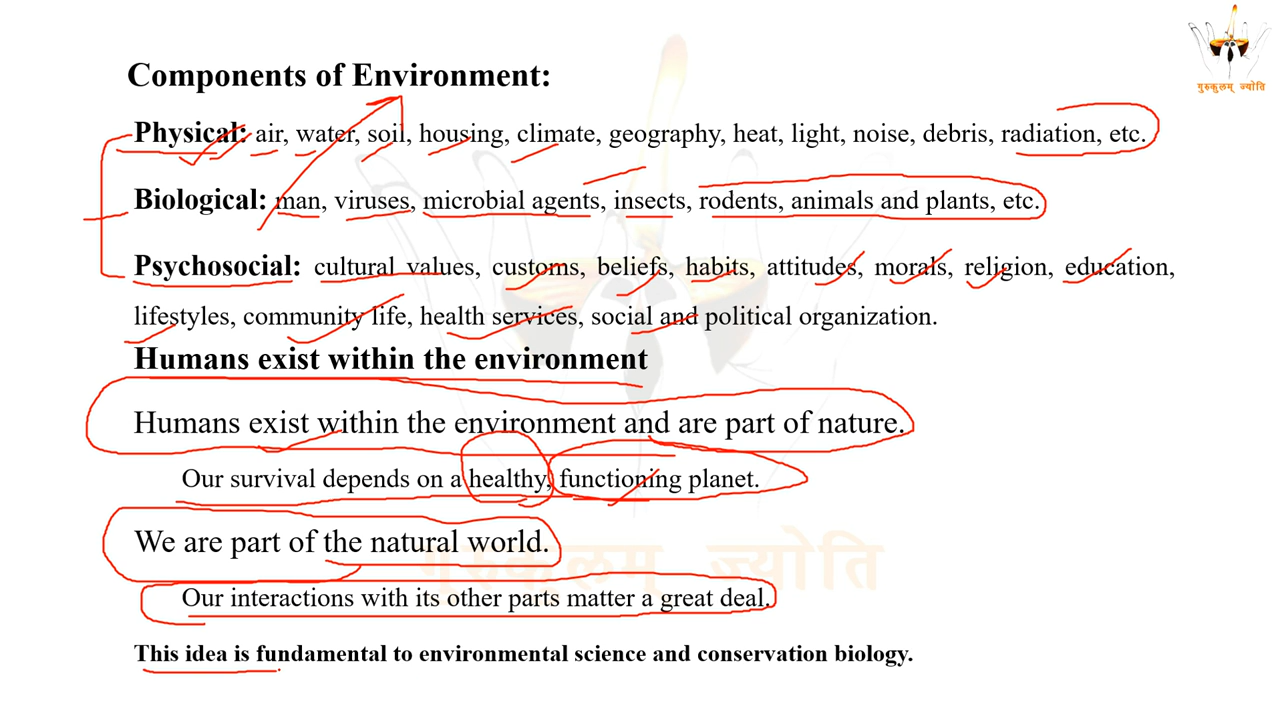 गुरुकुलम् ज्योति
Components of Environment:
Physical: air, water, soil, housing, climate, geography, heat, light, noise, debris, radiation, etc.
Biological: man, viruses, microbial agents, insects, rodents, animals and plants, etc.
Psychosocial: cultural values, customs, beliefs, habits, attitudes, morals, religion, education,
lifestyles, community life, health services, social and political organization.
Humans exist within the environment
Humans exist within the environment and are part of nature.
Our survival depends on a healthy, functioning planet.
We are part of the natural world.
गुरुकुलम् ज्योति
Our interactions with its other parts matter a great deal.
This idea is fundamental to environmental science and conservation biology.